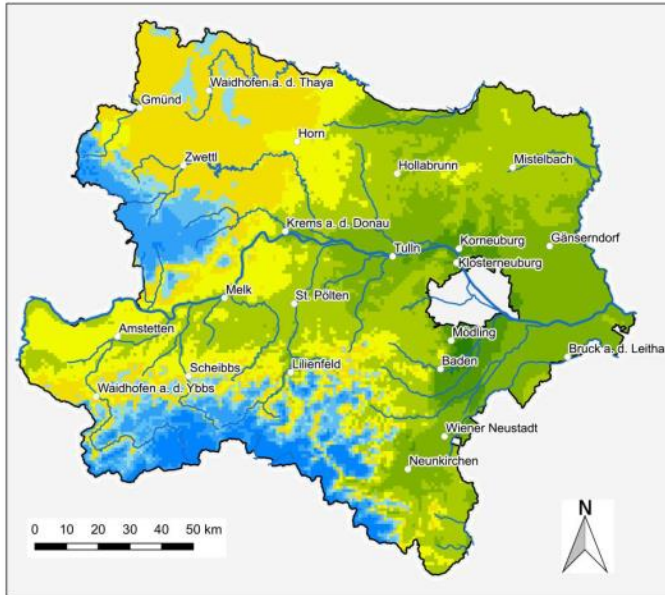 Waidhofen a. d. Thaya
Gmünd
Horn
Zwettl
Hollabrunn
Mistelbach
Krems a. d. Donau
Tulln
Korneuburg
Gänserndorf
Klosterneuburg
Melk
St. Pölten
Amstetten
Mödling
Bruck a. d. Leitha
Scheibbs
Lilienfeld
Baden
Waidhofen a. d. Ybbs
Wiener Neustadt
Neunkirchen
N
0 10 20 30 40 50 km